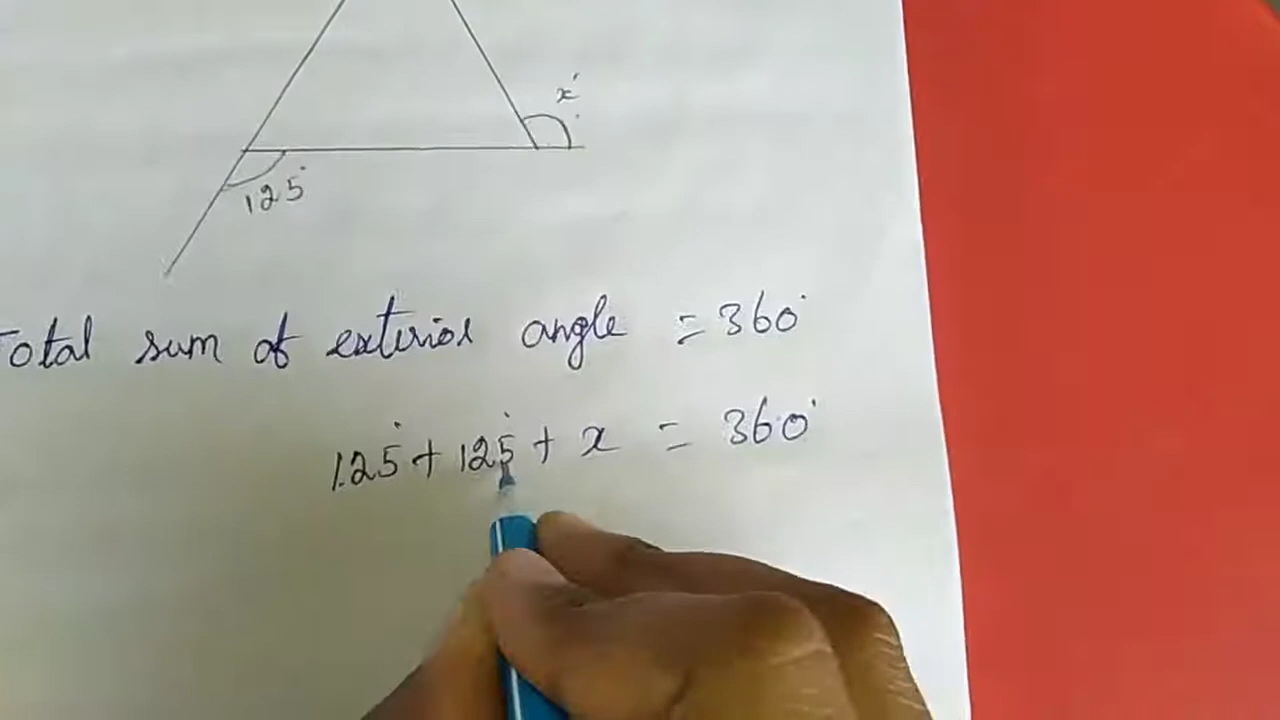 x°
125°
Total sum of exterior angle = 360°
125° + 125° + x = 360°